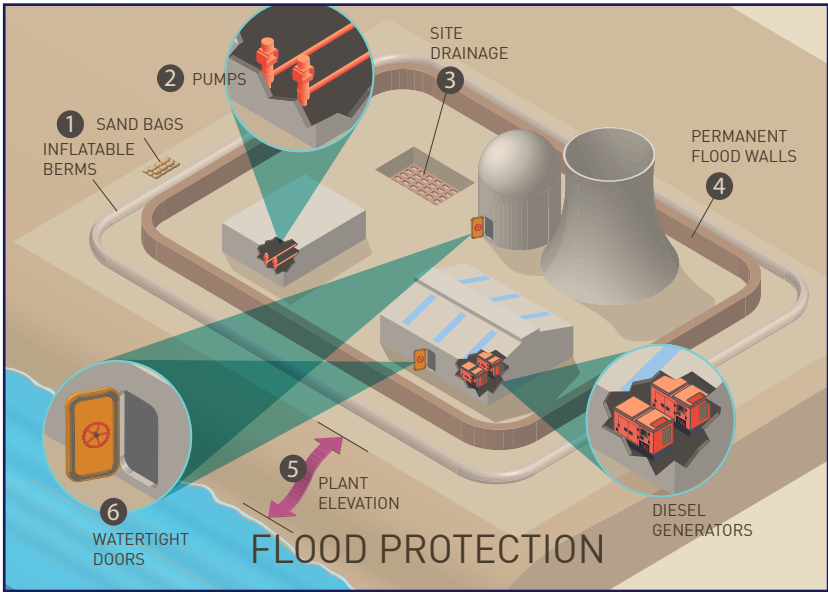 SITE
DRAINAGE
3
2 PUMPS
1 SAND BAGS
INFLATABLE
BERMS
PERMANENT
FLOOD WALLS
4
5
PLANT
ELEVATION
6
WATERTIGHT
DOORS
DIESEL
GENERATORS
FLOOD PROTECTION